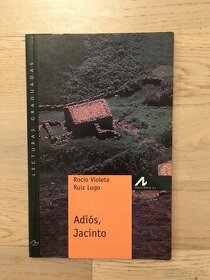 LECTURAS GRADUADAS
Rocío Violeta
Ruiz Lugo
Adiós,
Jacinto